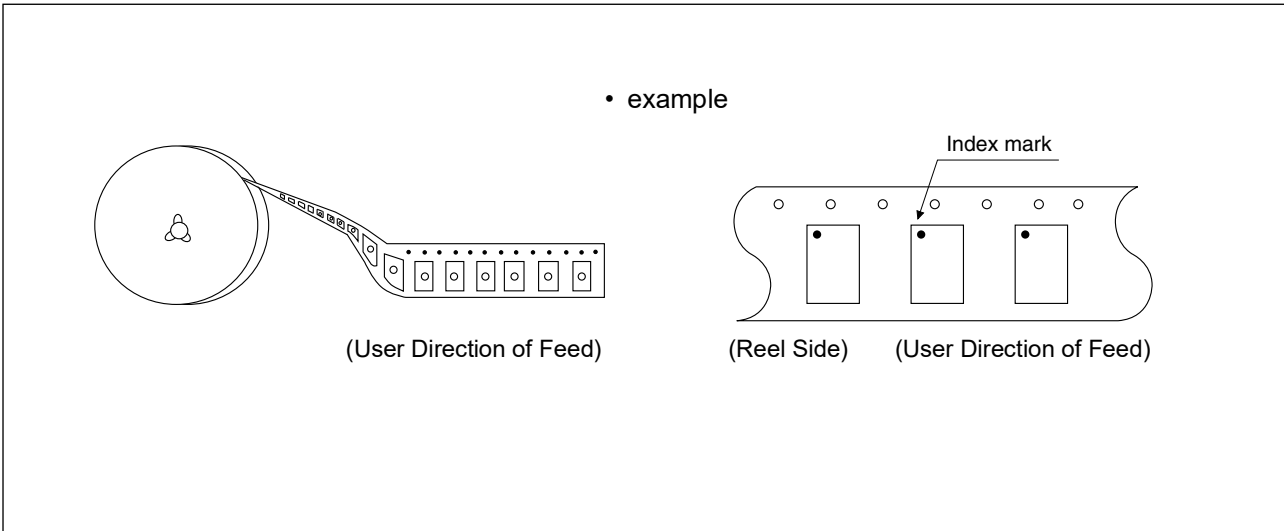 • example
Index mark
(User Direction of Feed)
(Reel Side)
(User Direction of Feed)